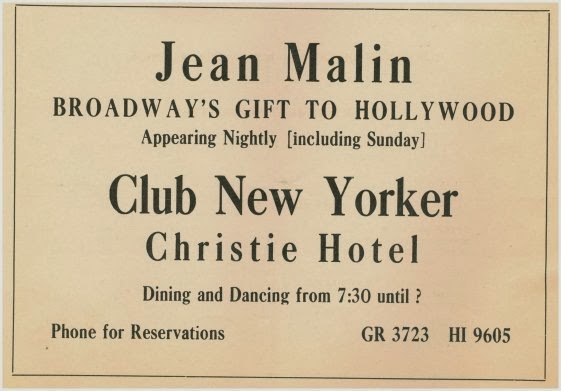 Jean Malin
BROADWAY'S GIFT TO HOLLYWOOD
Appearing Nightly [including Sunday]
Club New Yorker
Christie Hotel
Dining and Dancing from 7:30 until ?
Phone for Reservations GR 3723 HI 9605